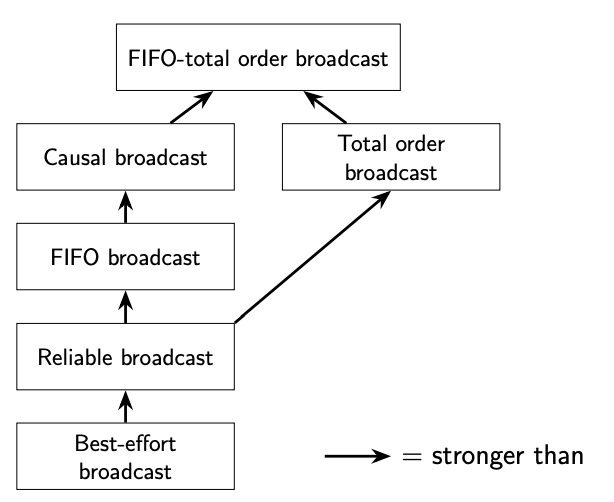 FIFO-total order broadcast
Causal broadcast
Total order
broadcast
FIFO broadcast
Reliable broadcast
Best-effort
broadcast
= stronger than